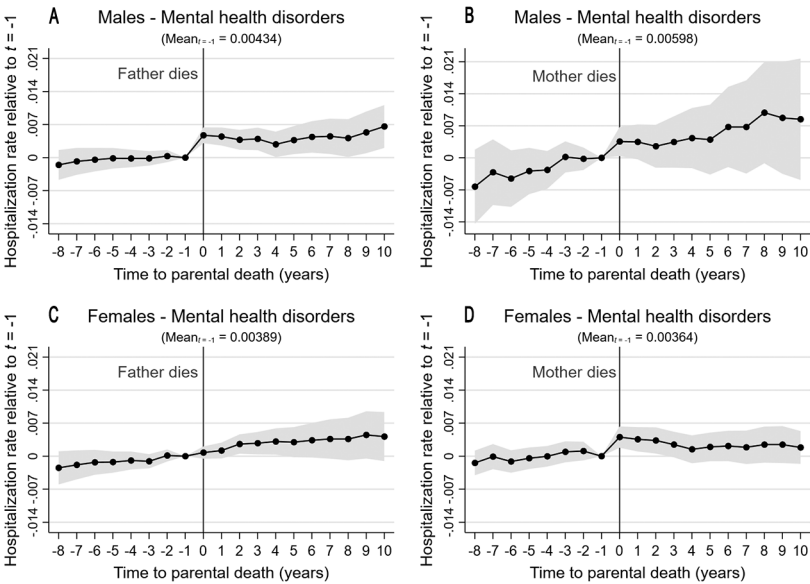 A Males - Mental health disorders
(Mean t = -1 = 0.00434)
Hospitalization rate relative to t = -1
.021
.014
.007
0
-.007
-.014
Father dies
-8 -7 -6 -5 -4 -3 -2 -1 0 1 2 3 4 5 6 7 8 9 10
Time to parental death (years)
B Males - Mental health disorders
(Mean t = -1 = 0.00598)
Hospitalization rate relative to t = -1
.021
.014
.007
0
-.007
-.014
Mother dies
-8 -7 -6 -5 -4 -3 -2 -1 0 1 2 3 4 5 6 7 8 9 10
Time to parental death (years)
C Females - Mental health disorders
(Mean t = -1 = 0.00389)
Hospitalization rate relative to t = -1
.021
.014
.007
0
-.007
-.014
Father dies
-8 -7 -6 -5 -4 -3 -2 -1 0 1 2 3 4 5 6 7 8 9 10
Time to parental death (years)
D Females - Mental health disorders
(Mean t = -1 = 0.00364)
Hospitalization rate relative to t = -1
.021
.014
.007
0
-.007
-.014
Mother dies
-8 -7 -6 -5 -4 -3 -2 -1 0 1 2 3 4 5 6 7 8 9 10
Time to parental death (years)